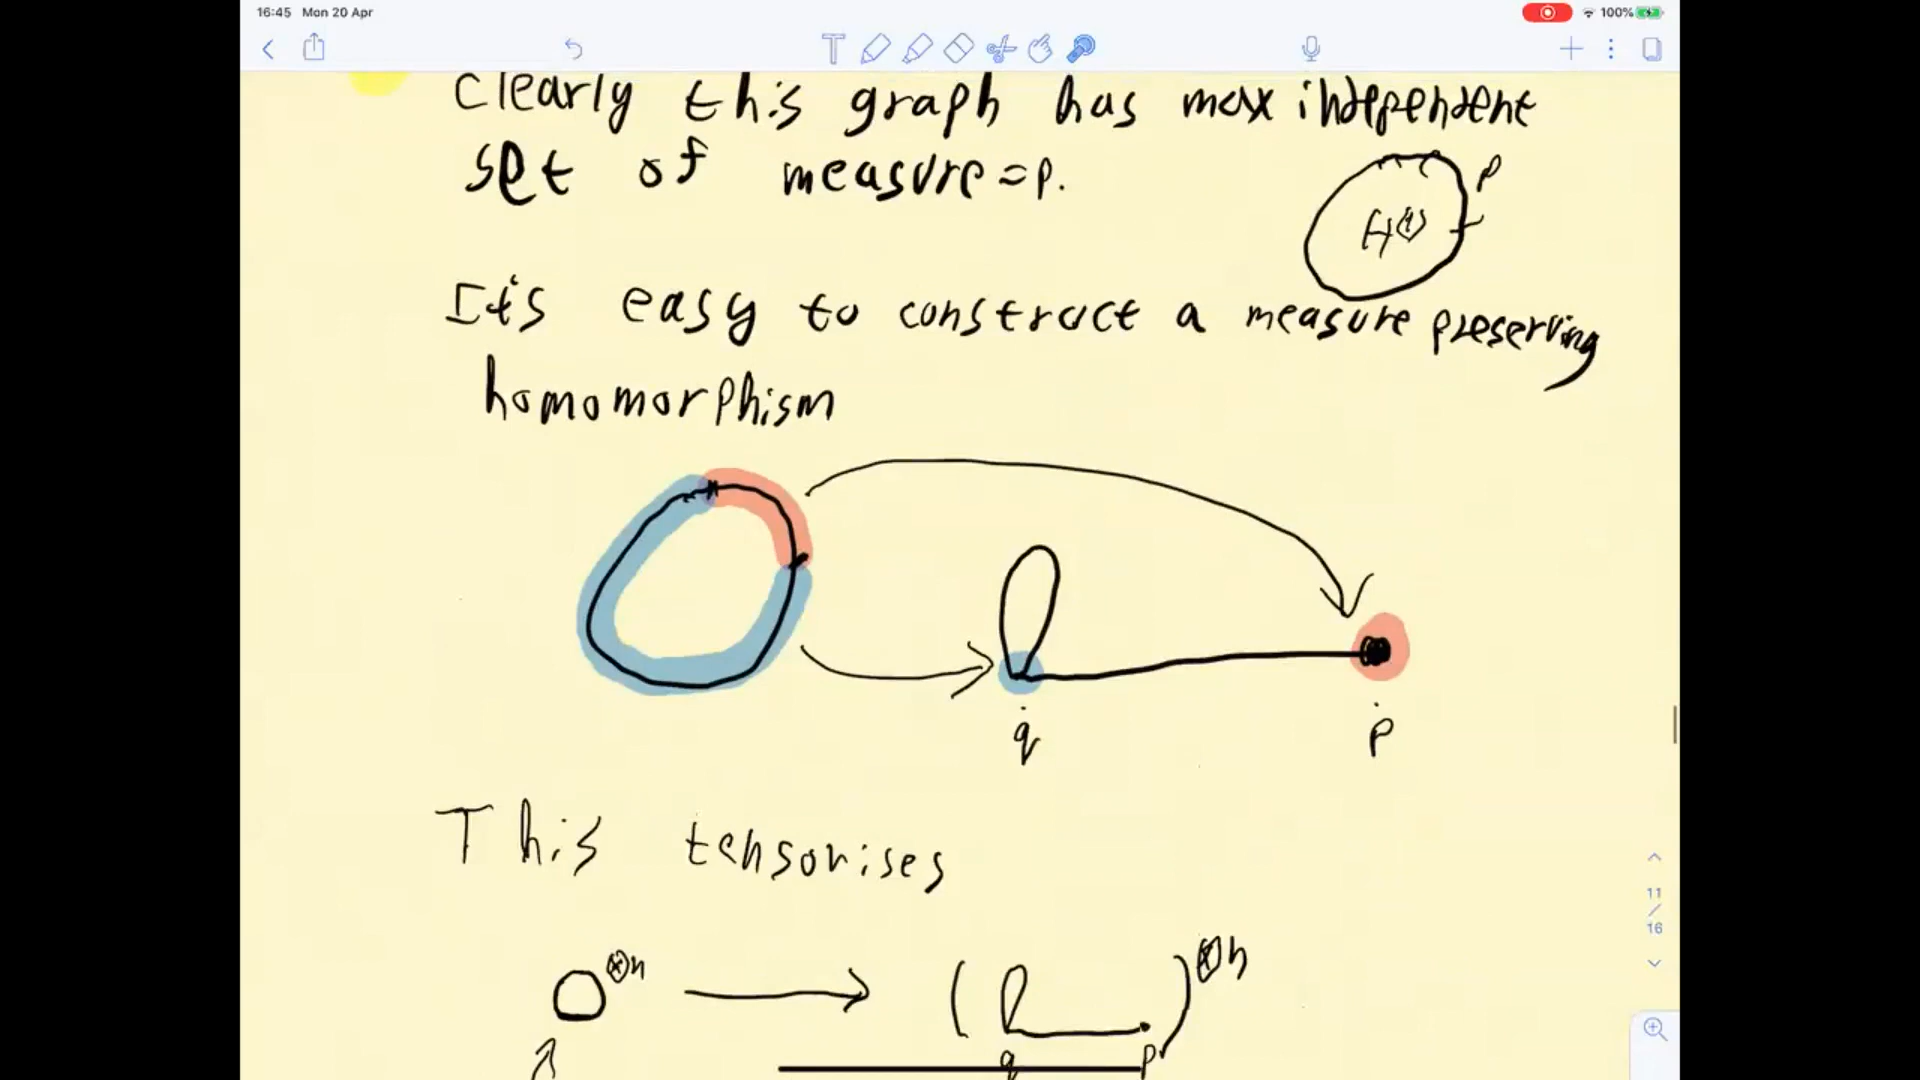 16:45 Mon 20 Apr
100%
Clearly this graph has max independent
set of measure = p.
p
It's easy to construct a measure preserving
homomorphism
q p
This tensorises
⊗n ( )⊗n
q p
11
/
16